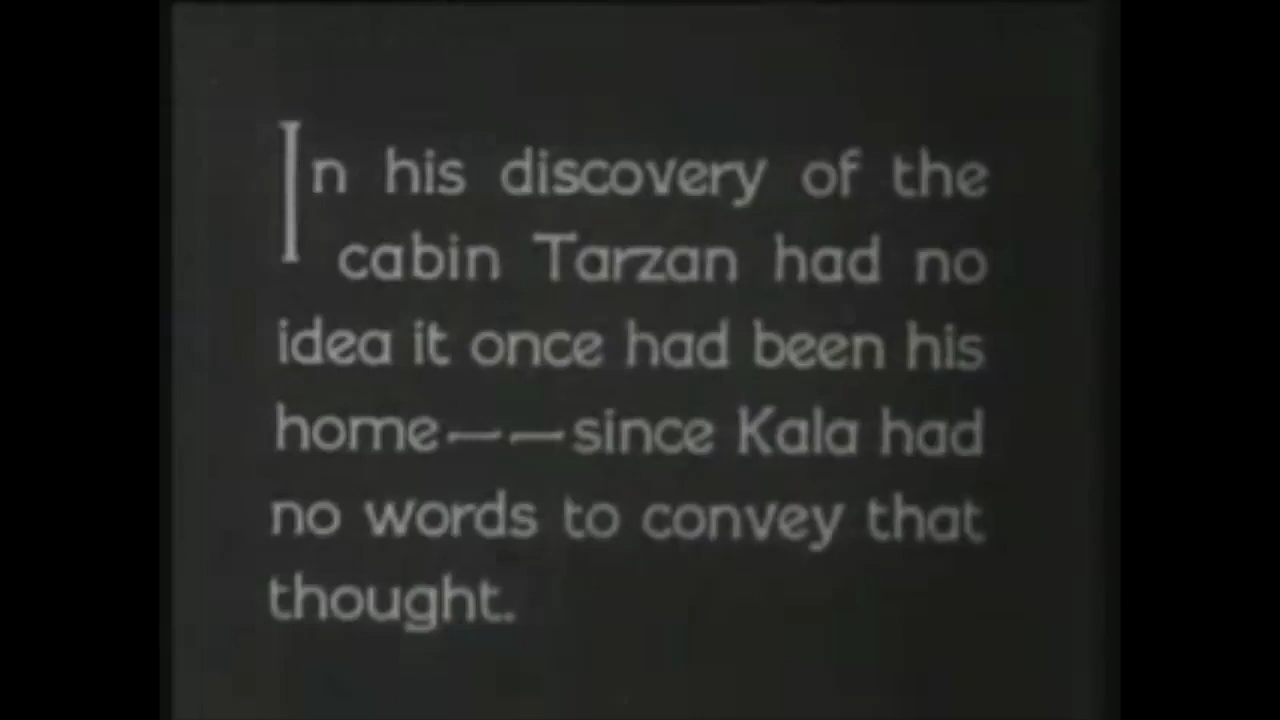 In his discovery of the
cabin Tarzan had no
idea it once had been his
home——since Kala had
no words to convey that
thought.